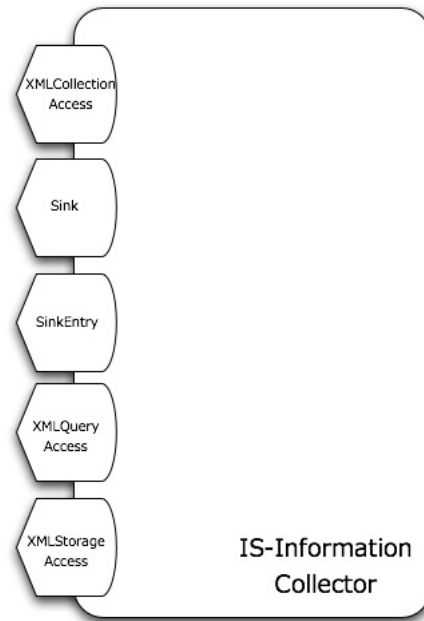 XMLCollection
Access
Sink
SinkEntry
XMLQuery
Access
XMLStorage
Access
IS-Information
Collector